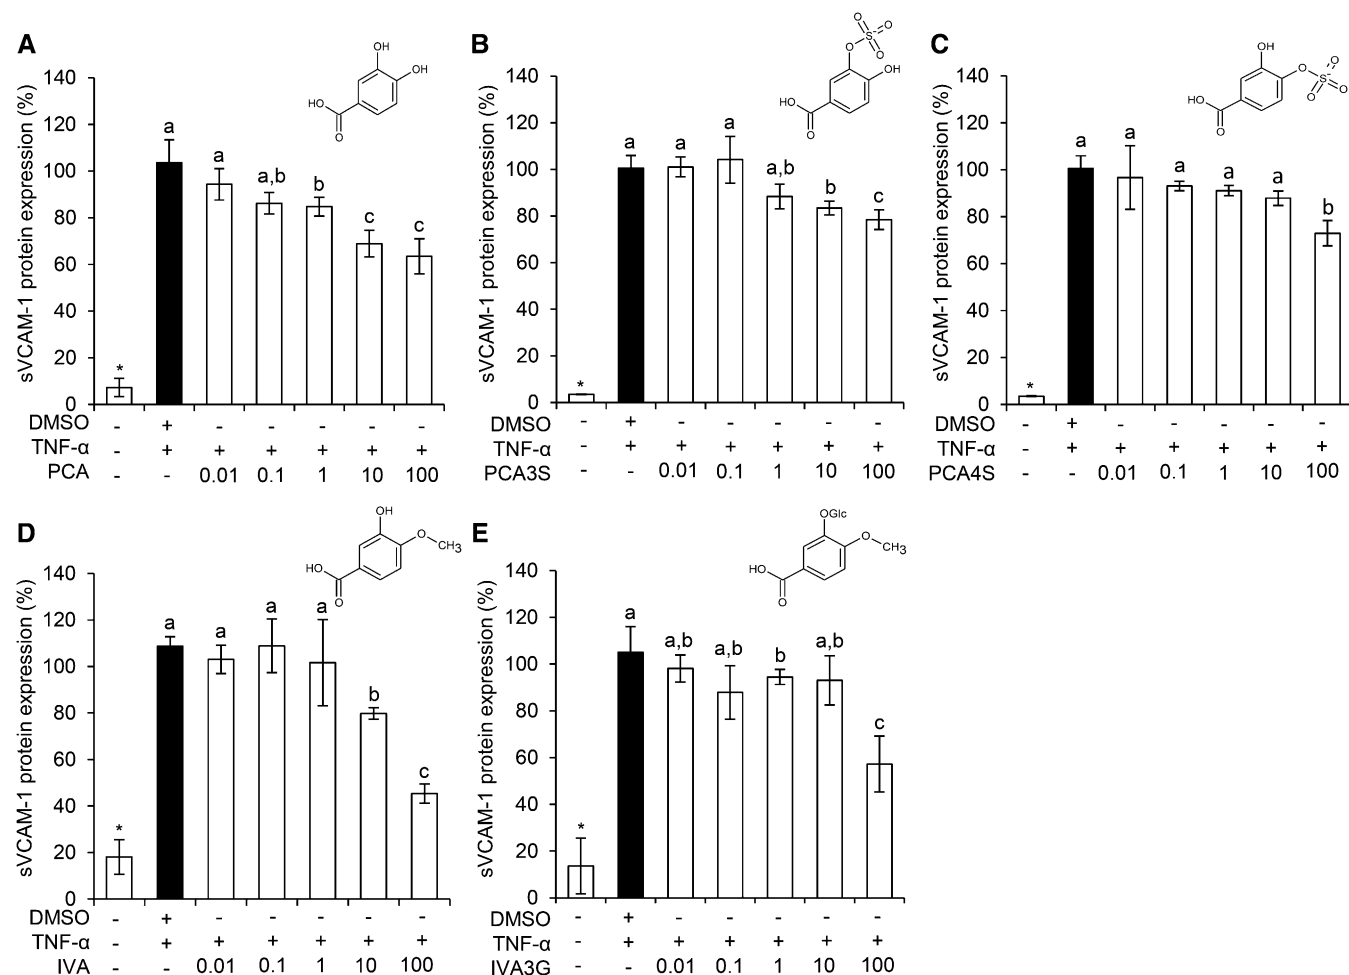 A
OH
OH
HO
O
sVCAM-1 protein expression (%)
140
120
100
80
60
40
20
0
*
a
a
a,b
b
c
c
DMSO - + - - - - -
TNF-α - + + + + + +
PCA - - 0.01 0.1 1 10 100
B
O
O
S
-
O
O
O
OH
HO
O
sVCAM-1 protein expression (%)
140
120
100
80
60
40
20
0
*
a
a
a
a,b
b
c
DMSO - + - - - - -
TNF-α - + + + + + +
PCA3S - - 0.01 0.1 1 10 100
C
OH
O
O
S
-
O
O
HO
O
sVCAM-1 protein expression (%)
140
120
100
80
60
40
20
0
*
a
a
a
a
a
b
DMSO - + - - - - -
TNF-α - + + + + + +
PCA4S - - 0.01 0.1 1 10 100
D
OH
O
CH3
HO
O
sVCAM-1 protein expression (%)
140
120
100
80
60
40
20
0
*
a
a
a
a
b
c
DMSO - + - - - - -
TNF-α - + + + + + +
IVA - - 0.01 0.1 1 10 100
E
OGlc
O
CH3
HO
O
sVCAM-1 protein expression (%)
140
120
100
80
60
40
20
0
*
a
a,b
a,b
b
a,b
c
DMSO - + - - - - -
TNF-α - + + + + + +
IVA3G - - 0.01 0.1 1 10 100